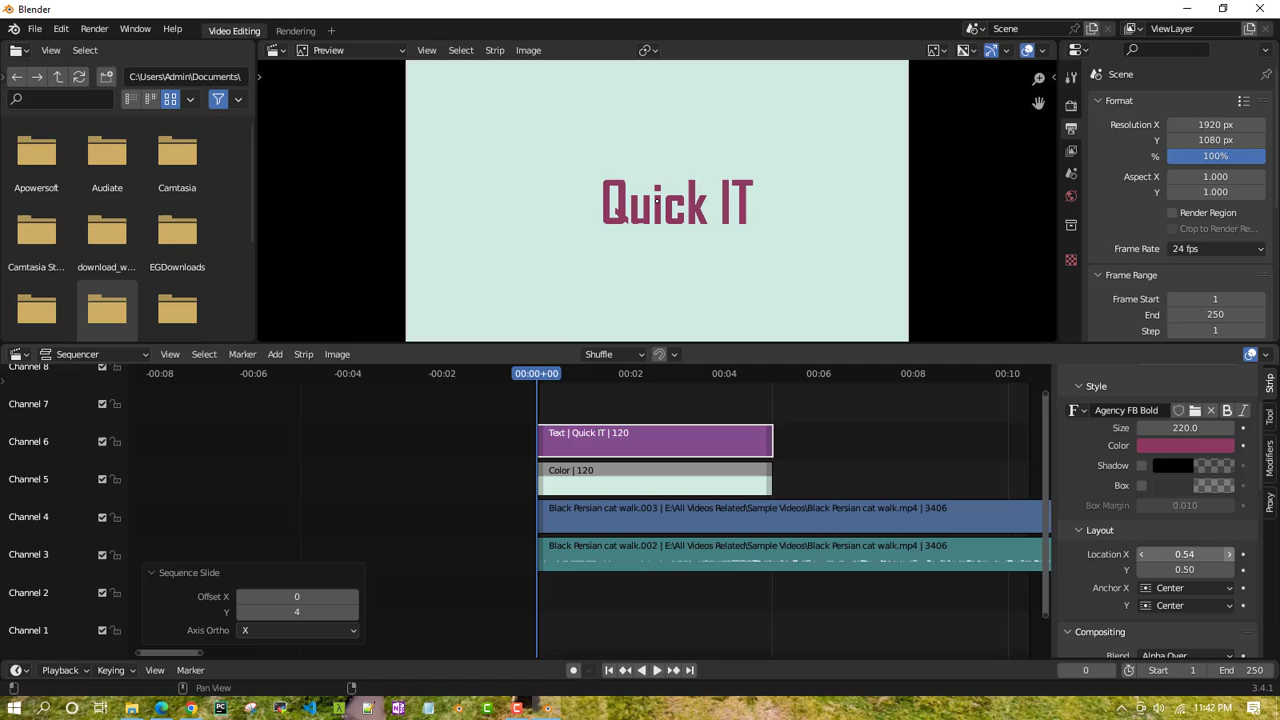 Blender
File Edit Render Window Help Video Editing Rendering + Scene ViewLayer
View Select Preview View Select Strip Image
C:\Users\Admin\Documents\ Scene
Format
Resolution X 1920 px
Y 1080 px
% 100%
Apowersoft Audiate Camtasia
Aspect X 1.000
Y 1.000
Quick IT
Render Region
Crop to Render Re...
Frame Rate 24 fps
Camtasia St... download_w... EGDownloads
Frame Range
Frame Start 1
End 250
Step 1
Sequencer View Select Marker Add Strip Image Shuffle
-00:08 -00:06 -00:04 -00:02 00:00+00 00:02 00:04 00:06 00:08 00:10
Channel 8
Channel 7
Channel 6 Text | Quick IT | 120
Channel 5 Color | 120
Channel 4 Black Persian cat walk.003 | E:\All Videos Related\Sample Videos\Black Persian cat walk.mp4 | 3406
Channel 3 Black Persian cat walk.002 | E:\All Videos Related\Sample Videos\Black Persian cat walk.mp4 | 3406
Channel 2
Channel 1
Sequence Slide
Offset X 0
Y 4
Axis Ortho X
Style
F Agency FB Bold B I
Size 220.0
Color
Shadow
Box
Box Margin 0.010
Layout
Location X 0.54
Y 0.50
Anchor X Center
Y Center
Compositing
Blend Alpha Over
Strip
Tool
Modifiers
Proxy
Playback Keying View Marker 0 Start 1 End 250
Pan View 3.4.1
11:42 PM